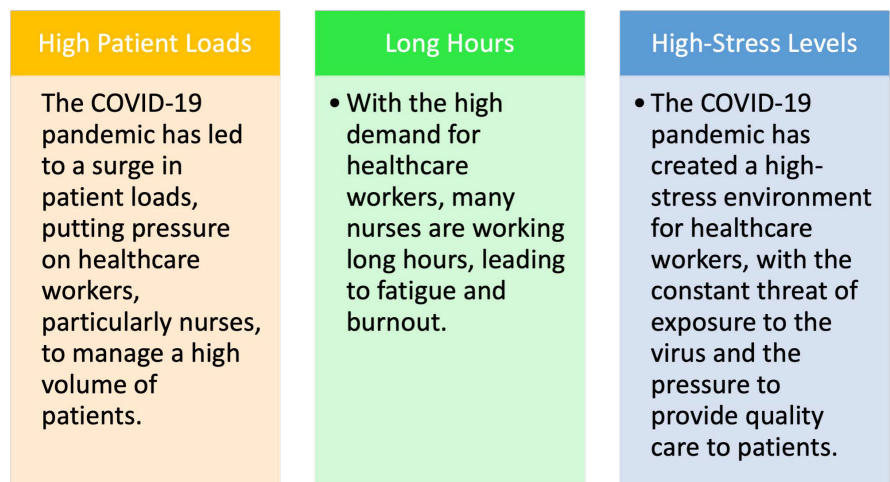 High Patient Loads
The COVID-19
pandemic has led
to a surge in
patient loads,
putting pressure
on healthcare
workers,
particularly nurses,
to manage a high
volume of
patients.
Long Hours
• With the high
demand for
healthcare
workers, many
nurses are working
long hours, leading
to fatigue and
burnout.
High-Stress Levels
• The COVID-19
pandemic has
created a high-
stress environment
for healthcare
workers, with the
constant threat of
exposure to the
virus and the
pressure to
provide quality
care to patients.